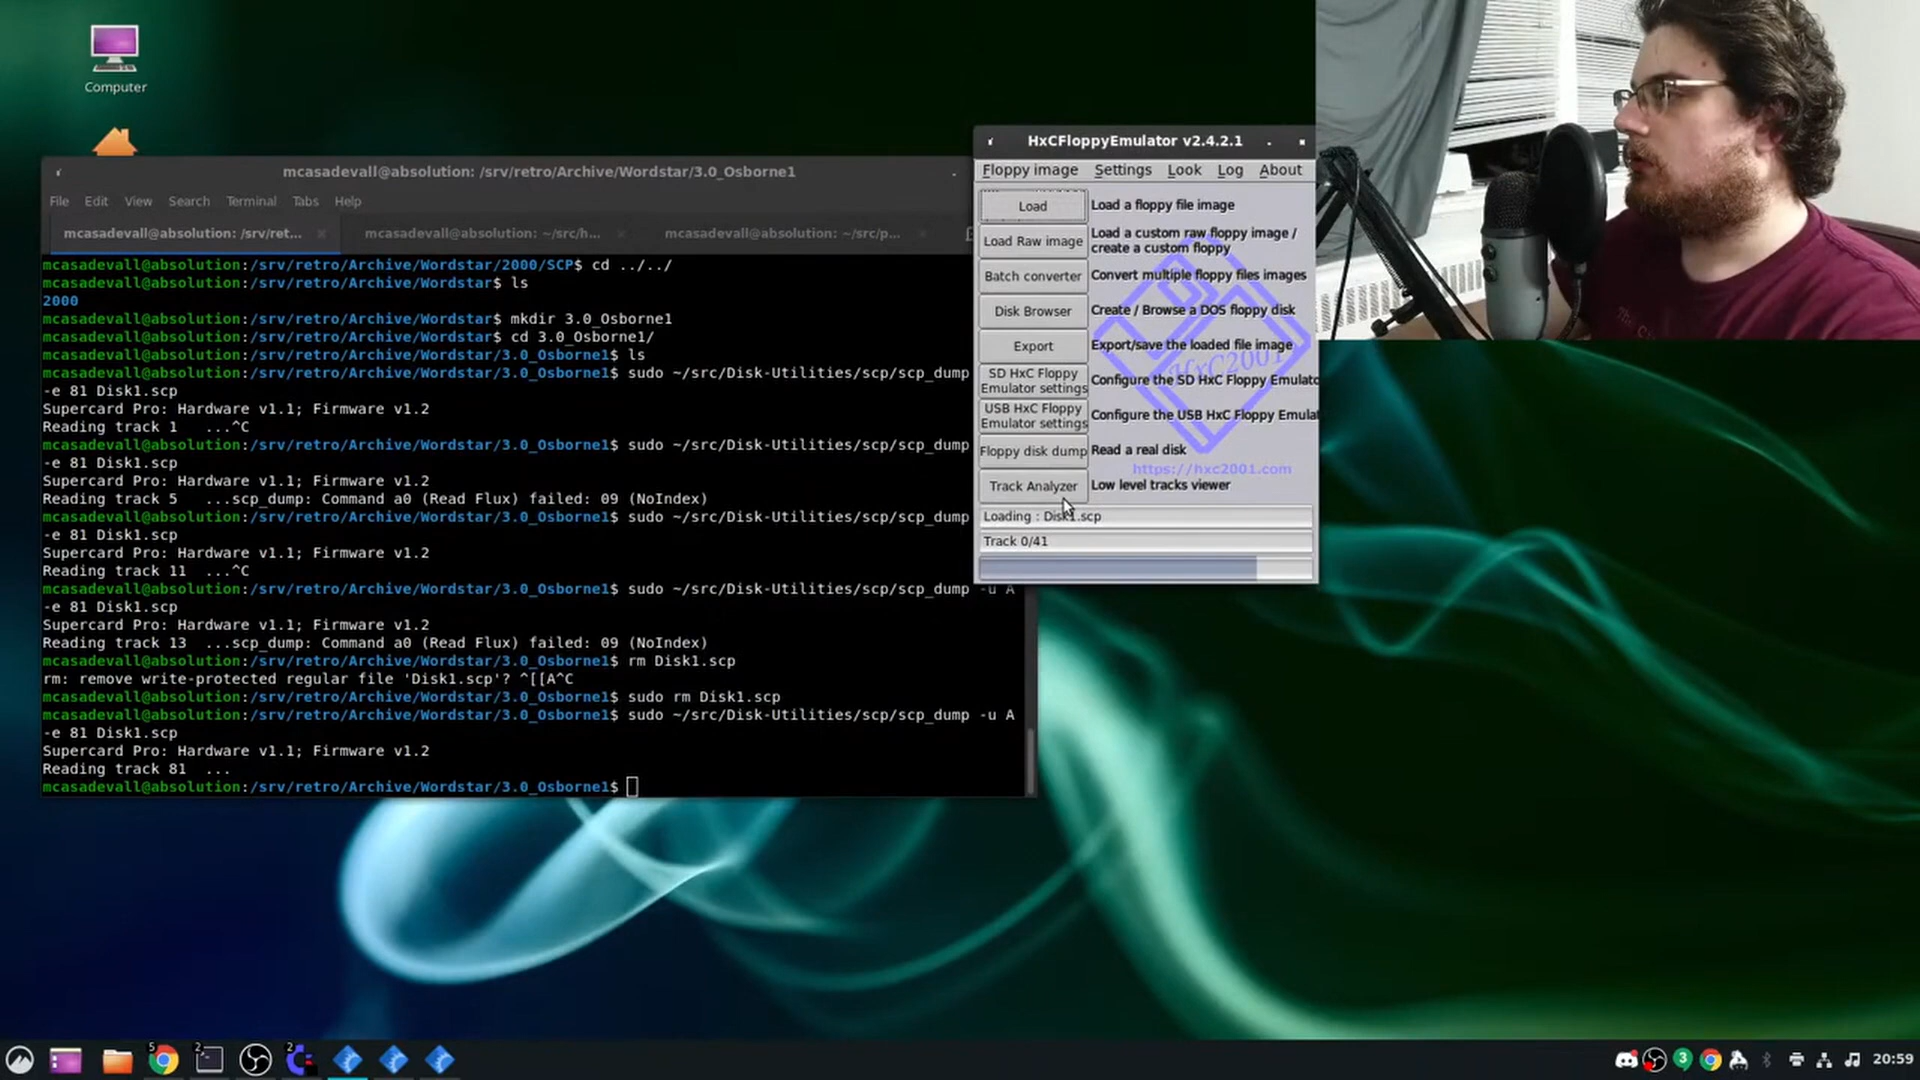 Computer
mcasadevall@absolution: /srv/retro/Archive/Wordstar/3.0_Osborne1
File Edit View Search Terminal Tabs Help
mcasadevall@absolution: /srv/ret... mcasadevall@absolution: ~/src/h... mcasadevall@absolution: ~/src/p...
mcasadevall@absolution:/srv/retro/Archive/Wordstar/2000/SCP$ cd ../../
mcasadevall@absolution:/srv/retro/Archive/Wordstar$ ls
2000
mcasadevall@absolution:/srv/retro/Archive/Wordstar$ mkdir 3.0_Osborne1
mcasadevall@absolution:/srv/retro/Archive/Wordstar$ cd 3.0_Osborne1/
mcasadevall@absolution:/srv/retro/Archive/Wordstar/3.0_Osborne1$ ls
mcasadevall@absolution:/srv/retro/Archive/Wordstar/3.0_Osborne1$ sudo ~/src/Disk-Utilities/scp/scp_dump
-e 81 Disk1.scp
Supercard Pro: Hardware v1.1; Firmware v1.2
Reading track 1 ...^C
mcasadevall@absolution:/srv/retro/Archive/Wordstar/3.0_Osborne1$ sudo ~/src/Disk-Utilities/scp/scp_dump
-e 81 Disk1.scp
Supercard Pro: Hardware v1.1; Firmware v1.2
Reading track 5 ...scp_dump: Command a0 (Read Flux) failed: 09 (NoIndex)
mcasadevall@absolution:/srv/retro/Archive/Wordstar/3.0_Osborne1$ sudo ~/src/Disk-Utilities/scp/scp_dump
-e 81 Disk1.scp
Supercard Pro: Hardware v1.1; Firmware v1.2
Reading track 11 ...^C
mcasadevall@absolution:/srv/retro/Archive/Wordstar/3.0_Osborne1$ sudo ~/src/Disk-Utilities/scp/scp_dump -u A
-e 81 Disk1.scp
Supercard Pro: Hardware v1.1; Firmware v1.2
Reading track 13 ...scp_dump: Command a0 (Read Flux) failed: 09 (NoIndex)
mcasadevall@absolution:/srv/retro/Archive/Wordstar/3.0_Osborne1$ rm Disk1.scp
rm: remove write-protected regular file 'Disk1.scp'? ^[[A^C
mcasadevall@absolution:/srv/retro/Archive/Wordstar/3.0_Osborne1$ sudo rm Disk1.scp
mcasadevall@absolution:/srv/retro/Archive/Wordstar/3.0_Osborne1$ sudo ~/src/Disk-Utilities/scp/scp_dump -u A
-e 81 Disk1.scp
Supercard Pro: Hardware v1.1; Firmware v1.2
Reading track 81 ...
mcasadevall@absolution:/srv/retro/Archive/Wordstar/3.0_Osborne1$
HxCFloppyEmulator v2.4.2.1
Floppy image Settings Look Log About
Load Load a floppy file image
Load Raw image Load a custom raw floppy image /
create a custom floppy
Batch converter Convert multiple floppy files images
Disk Browser Create / Browse a DOS floppy disk
Export Export/save the loaded file image
HxC2001
SD HxC Floppy
Emulator settings Configure the SD HxC Floppy Emulato
USB HxC Floppy
Emulator settings Configure the USB HxC Floppy Emulat
Floppy disk dump Read a real disk
https://hxc2001.com
Track Analyzer Low level tracks viewer
Loading : Disk1.scp
Track 0/41
5
2
2
3
20:59